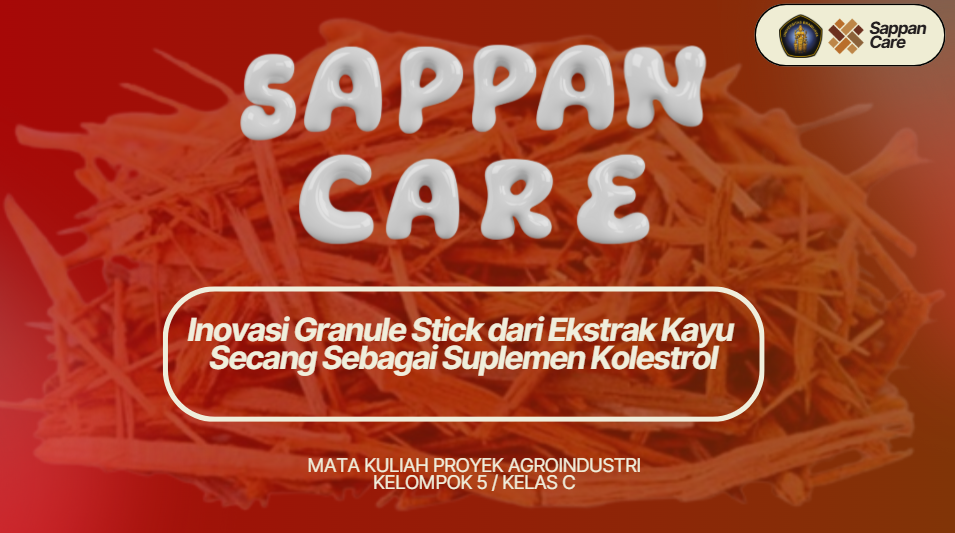 Sappan
Care
SAPPAN
CARE
Inovasi Granule Stick dari Ekstrak Kayu
Secang Sebagai Suplemen Kolestrol
MATA KULIAH PROYEK AGROINDUSTRI
KELOMPOK 5 / KELAS C